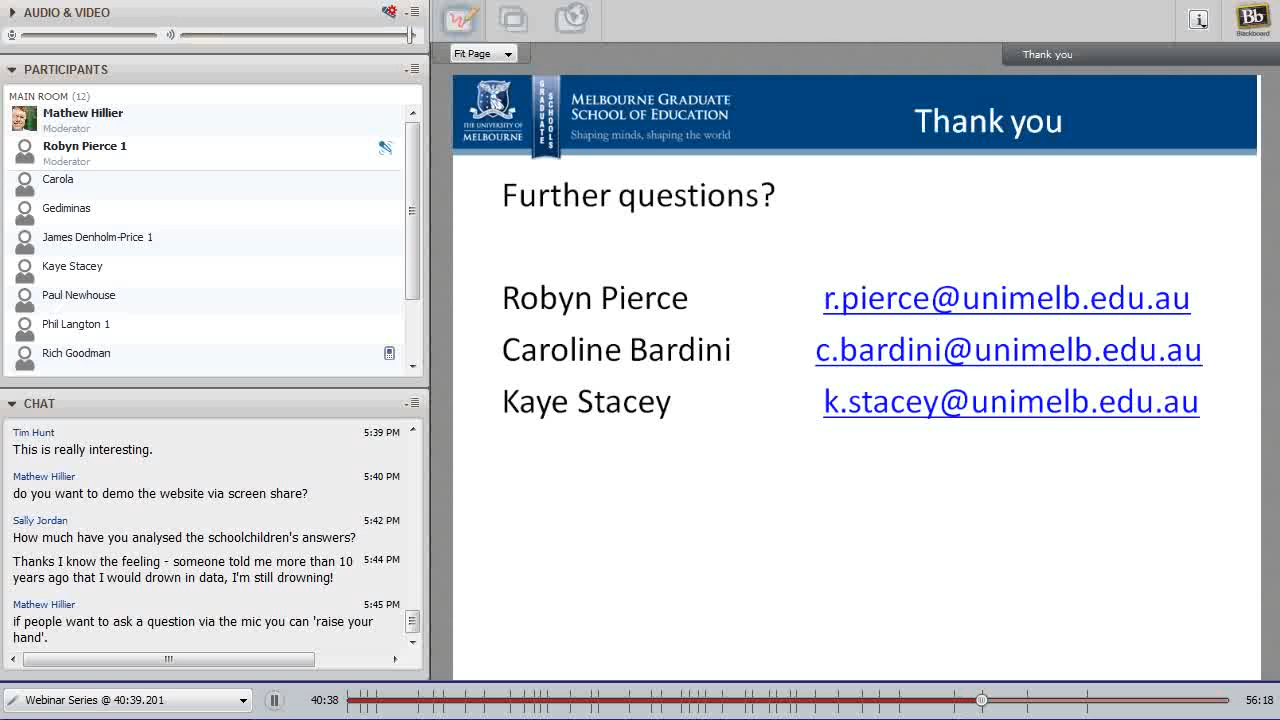 AUDIO & VIDEO
PARTICIPANTS
MAIN ROOM (12)
Mathew Hillier
Moderator
Robyn Pierce 1
Moderator
Carola
Gediminas
James Denholm-Price 1
Kaye Stacey
Paul Newhouse
Phil Langton 1
Rich Goodman
CHAT
Tim Hunt 5:39 PM
This is really interesting.
Mathew Hillier 5:40 PM
do you want to demo the website via screen share?
Sally Jordan 5:42 PM
How much have you analysed the schoolchildren's answers?
Thanks I know the feeling - someone told me more than 10 5:44 PM
years ago that I would drown in data, I'm still drowning!
Mathew Hillier 5:45 PM
if people want to ask a question via the mic you can 'raise your
hand'.
Webinar Series @ 40:39.201
40:38
56:18
Fit Page
Thank you
Bb
Blackboard
THE UNIVERSITY OF
MELBOURNE
GRADUATE
SCHOOLS
MELBOURNE GRADUATE
SCHOOL OF EDUCATION
Shaping minds, shaping the world
Thank you
Further questions?
Robyn Pierce r.pierce@unimelb.edu.au
Caroline Bardini c.bardini@unimelb.edu.au
Kaye Stacey k.stacey@unimelb.edu.au